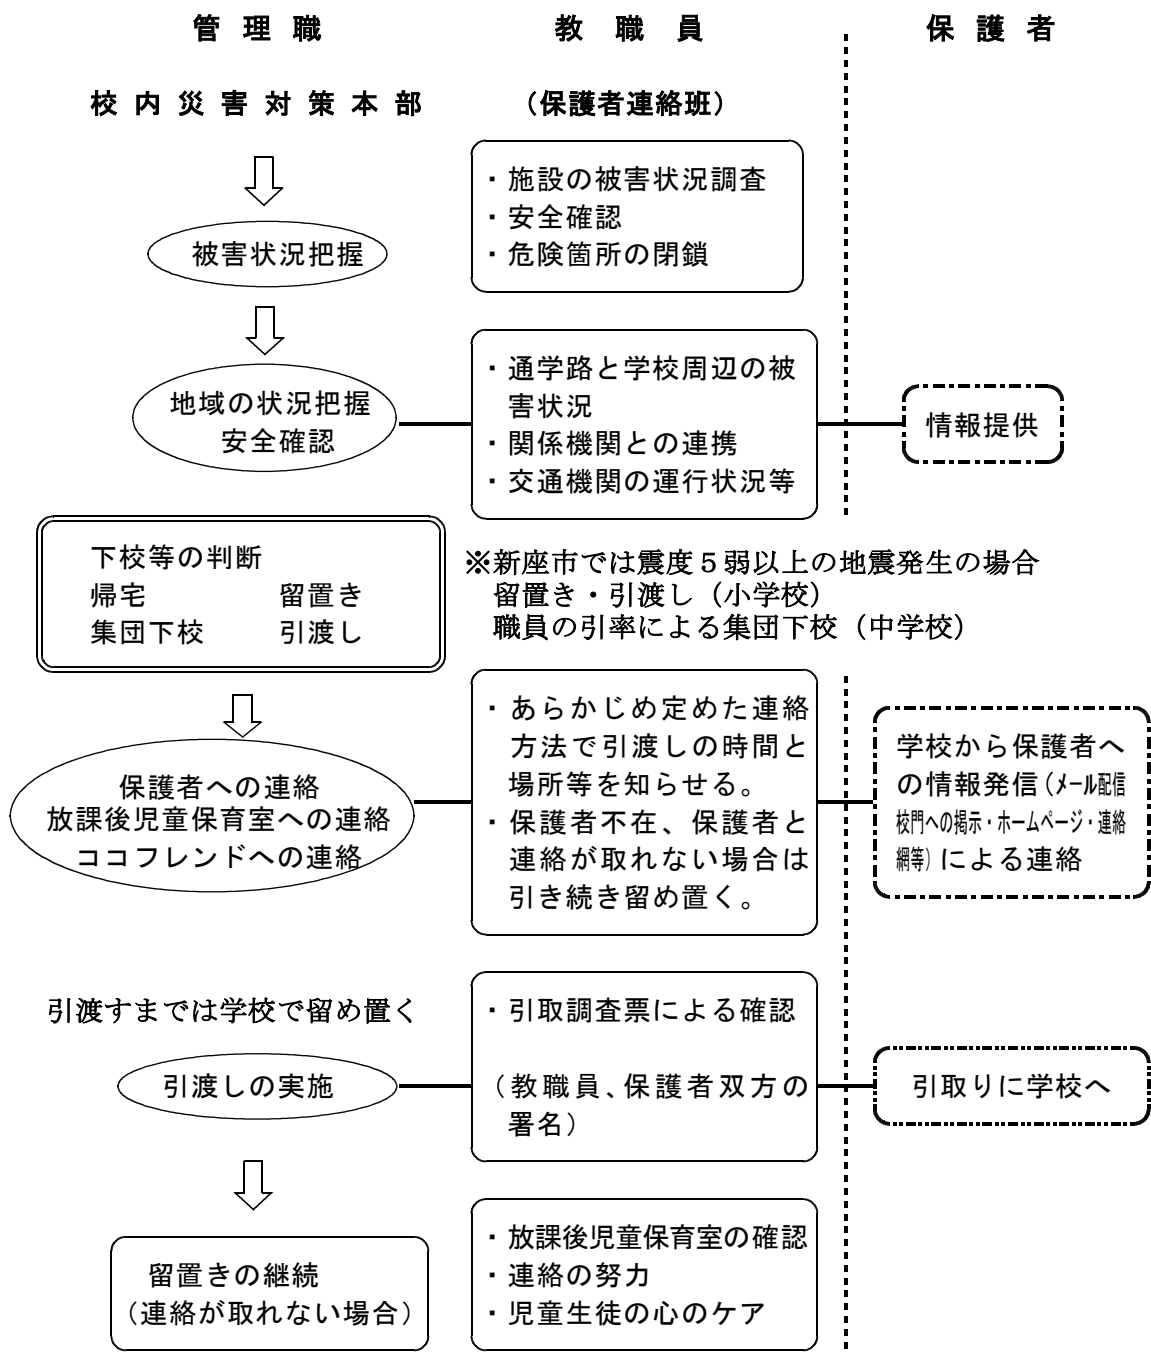 管理職
教職員
保護者
校内災害対策本部
（保護者連絡班）
・施設の被害状況調査
・安全確認
・危険箇所の閉鎖
被害状況把握
地域の状況把握
安全確認
・通学路と学校周辺の被
害状況
・関係機関との連携
・交通機関の運行状況等
情報提供
下校等の判断
帰宅　留置き
集団下校　引渡し
※新座市では震度５弱以上の地震発生の場合
留置き・引渡し（小学校）
職員の引率による集団下校（中学校）
保護者への連絡
放課後児童保育室への連絡
ココフレンドへの連絡
・あらかじめ定めた連絡
方法で引渡しの時間と
場所等を知らせる。
・保護者不在、保護者と
連絡が取れない場合は
引き続き留め置く。
学校から保護者へ
の情報発信（メール配信
校門への掲示・ホームページ・連絡
網等）による連絡
引渡すまでは学校で留め置く
引渡しの実施
・引取調査票による確認
（教職員、保護者双方の
署名）
引取りに学校へ
留置きの継続
（連絡が取れない場合）
・放課後児童保育室の確認
・連絡の努力
・児童生徒の心のケア